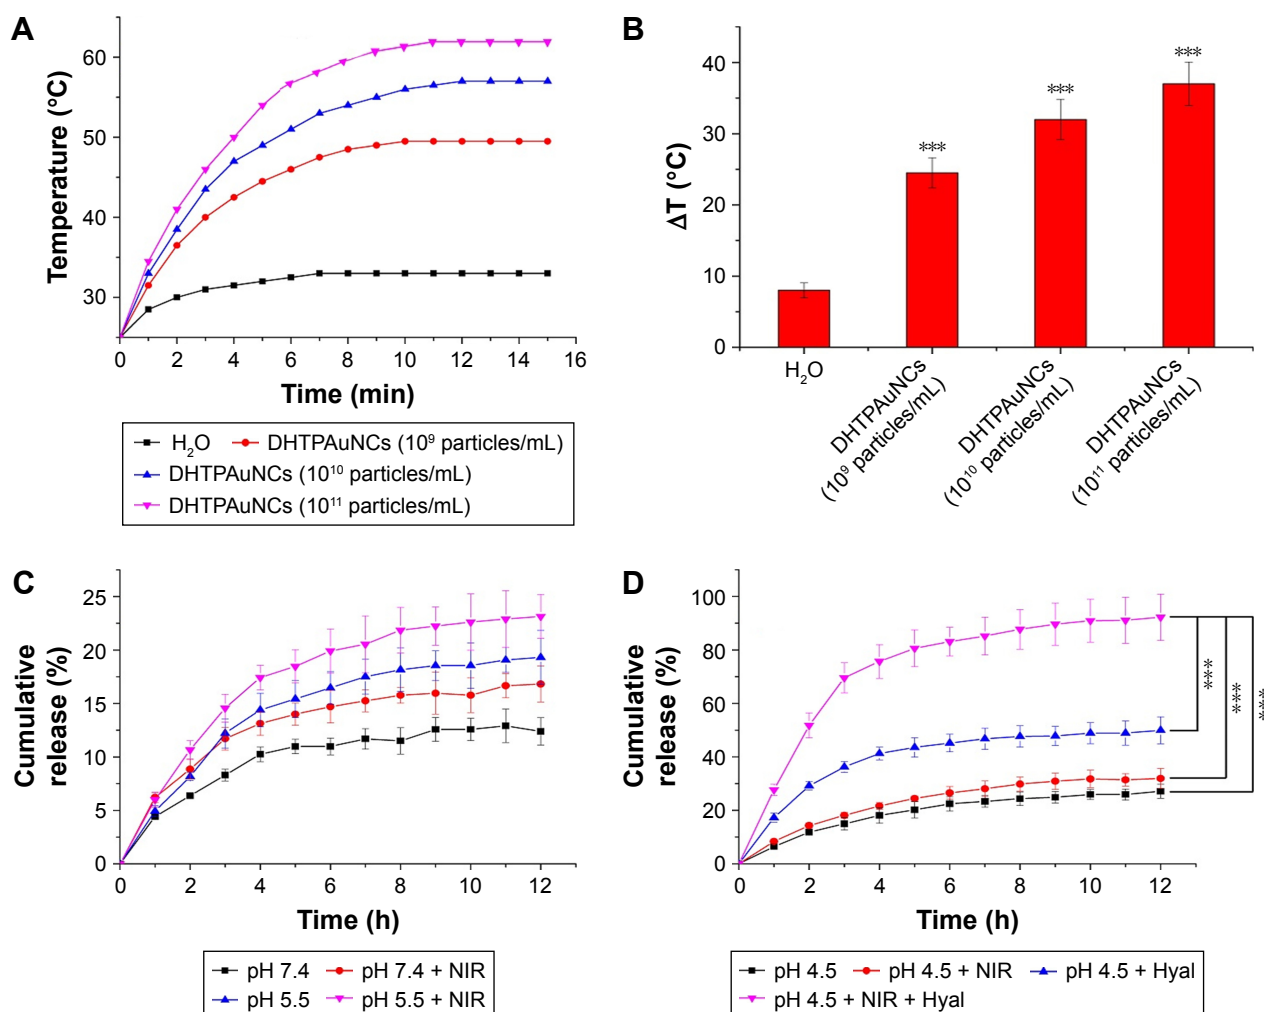 A
Temperature (°C)
60
50
40
30
0 2 4 6 8 10 12 14 16
Time (min)
H₂O DHTPAuNCs (10⁹ particles/mL)
DHTPAuNCs (10¹⁰ particles/mL)
DHTPAuNCs (10¹¹ particles/mL)
B
ΔT (°C)
40
30
20
10
0
***
***
***
H₂O
DHTPAuNCs
(10⁹ particles/mL)
DHTPAuNCs
(10¹⁰ particles/mL)
DHTPAuNCs
(10¹¹ particles/mL)
C
Cumulative
release (%)
25
20
15
10
5
0
0 2 4 6 8 10 12
Time (h)
pH 7.4 pH 7.4 + NIR
pH 5.5 pH 5.5 + NIR
D
Cumulative
release (%)
100
80
60
40
20
0
0 2 4 6 8 10 12
Time (h)
***
***
***
pH 4.5 pH 4.5 + NIR pH 4.5 + Hyal
pH 4.5 + NIR + Hyal